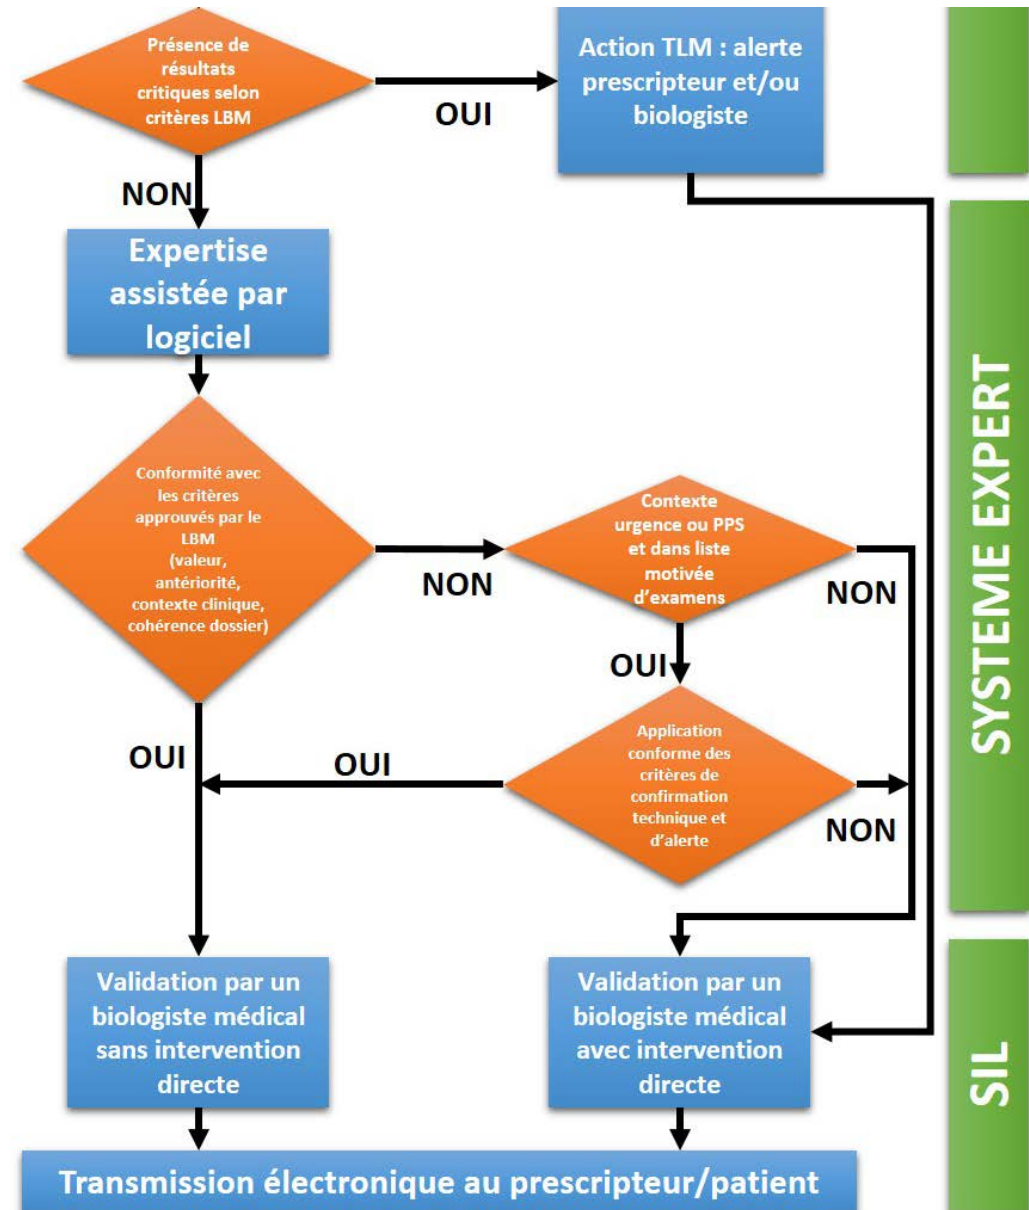 Présence de
résultats
critiques selon
critères LBM
OUI
Action TLM : alerte
prescripteur et/ou
biologiste
NON
Expertise
assistée par
logiciel
Conformité avec
les critères
approuvés par le
LBM
(valeur,
antériorité,
contexte clinique,
cohérence dossier)
NON
Contexte
urgence ou PPS
et dans liste
motivée
d'examens
NON
OUI
Application
conforme des
critères de
confirmation
technique et
d'alerte
OUI
OUI
NON
Validation par un
biologiste médical
sans intervention
directe
Validation par un
biologiste médical
avec intervention
directe
Transmission électronique au prescripteur/patient
SYSTEME EXPERT
SIL